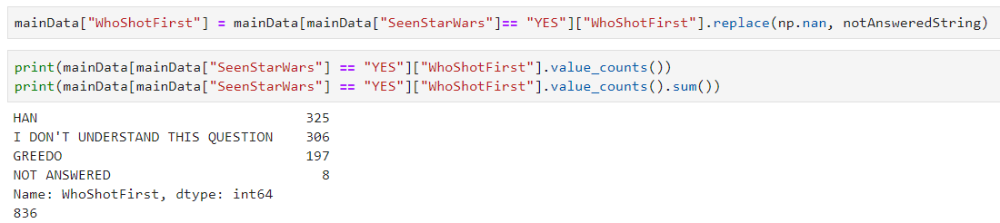 mainData["WhoShotFirst"] = mainData[mainData["SeenStarWars"]== "YES"]["WhoShotFirst"].replace(np.nan, notAnsweredString)
print(mainData[mainData["SeenStarWars"] == "YES"]["WhoShotFirst"].value_counts())
print(mainData[mainData["SeenStarWars"] == "YES"]["WhoShotFirst"].value_counts().sum())
HAN 325
I DON'T UNDERSTAND THIS QUESTION 306
GREEDO 197
NOT ANSWERED 8
Name: WhoShotFirst, dtype: int64
836